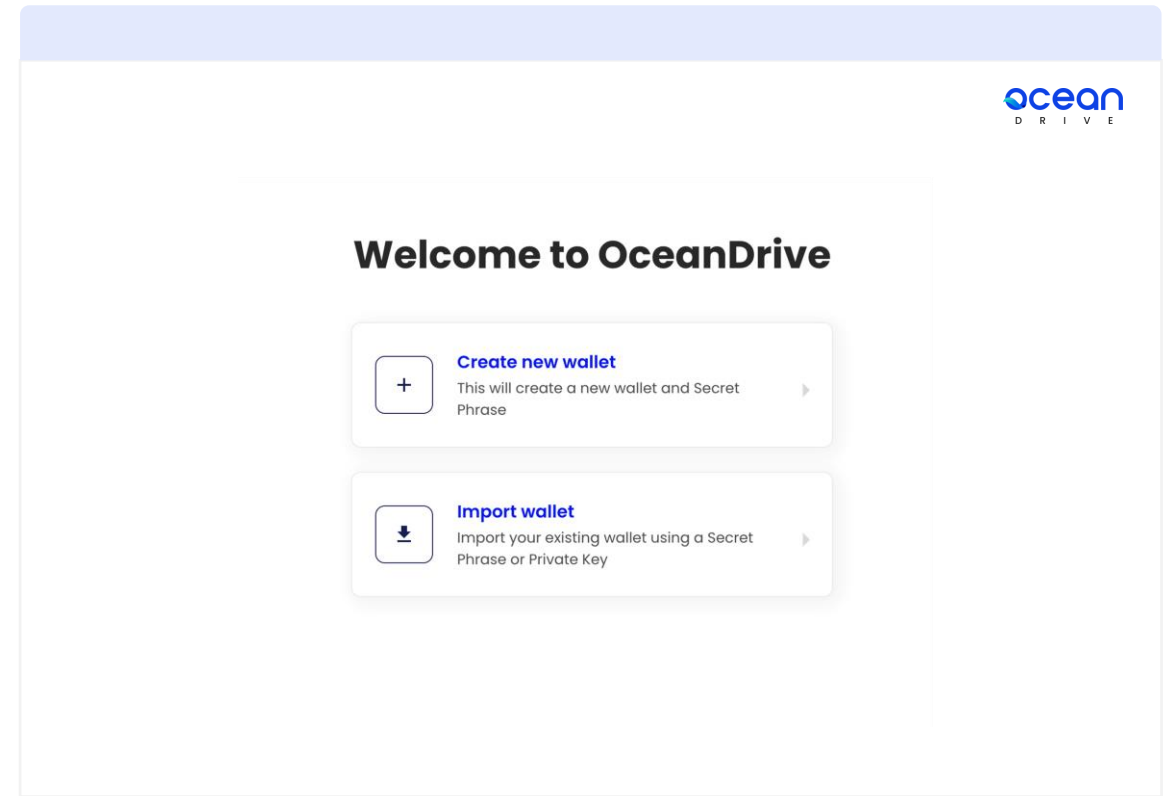 ocean
DRIVE
Welcome to OceanDrive
Create new wallet
This will create a new wallet and Secret
Phrase
Import wallet
Import your existing wallet using a Secret
Phrase or Private Key